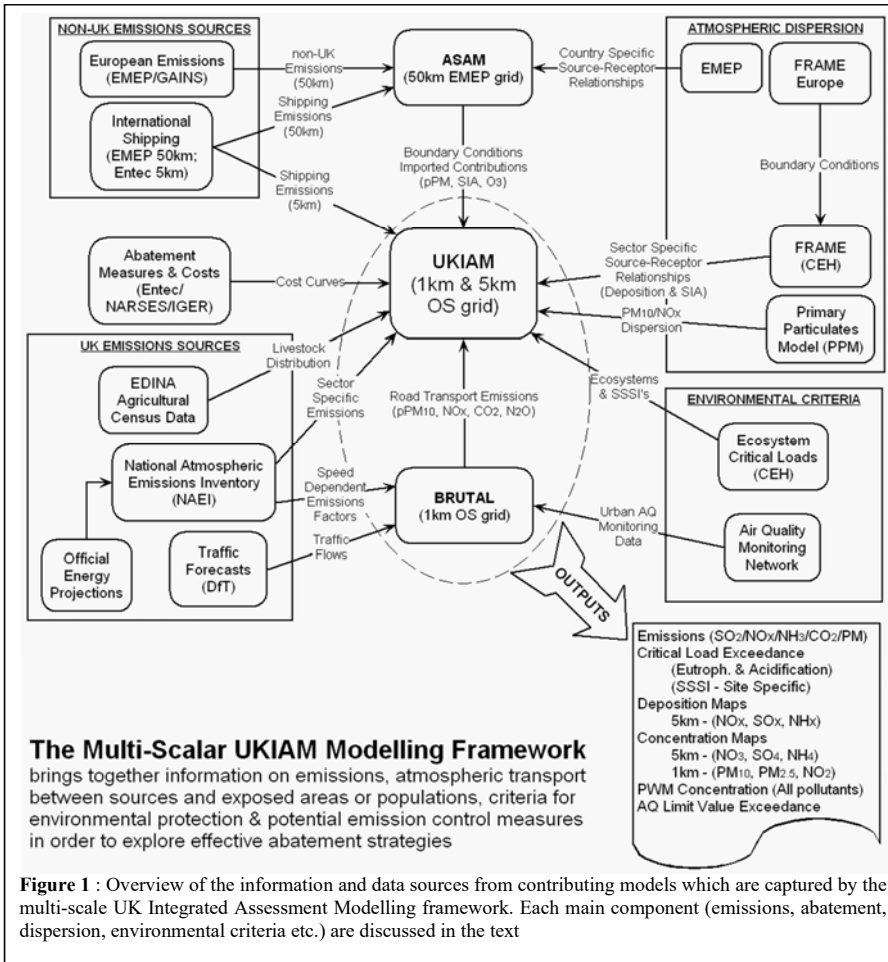 NON-UK EMISSIONS SOURCES
European Emissions
(EMEP/GAINS)
International
Shipping
(EMEP 50km;
Entec 5km)
non-UK
Emissions
(50km)
Shipping
Emissions
(50km)
Shipping
Emissions
(5km)
ASAM
(50km EMEP grid)
Country Specific
Source-Receptor
Relationships
ATMOSPHERIC DISPERSION
EMEP
FRAME
Europe
Boundary Conditions
Boundary Conditions
Imported Contributions
(pPM, SIA, O3)
Abatement
Measures & Costs
(Entec/
NARSES/IGER)
Cost Curves
UKIAM
(1km & 5km
OS grid)
Sector Specific
Source-Receptor
Relationships
(Deposition & SIA)
FRAME
(CEH)
PM10/NOx
Dispersion
Primary
Particulates
Model (PPM)
UK EMISSIONS SOURCES
Livestock
Distribution
EDINA
Agricultural
Census Data
Sector
Specific
Emissions
Road Transport Emissions
(pPM10, NOx, CO2, N2O)
Ecosystems
& SSSI's
ENVIRONMENTAL CRITERIA
Ecosystem
Critical Loads
(CEH)
National Atmospheric
Emissions Inventory
(NAEI)
Speed
Dependent
Emissions
Factors
BRUTAL
(1km OS grid)
Urban AQ
Monitoring
Data
Air Quality
Monitoring
Network
Official
Energy
Projections
Traffic
Forecasts
(DfT)
Traffic
Flows
OUTPUTS
Emissions (SO2/NOx/NH3/CO2/PM)
Critical Load Exceedance
(Eutroph. & Acidification)
(SSSI - Site Specific)
Deposition Maps
5km - (NOx, SOx, NHx)
Concentration Maps
5km - (NO3, SO4, NH4)
1km - (PM10, PM2.5, NO2)
PWM Concentration (All pollutants)
AQ Limit Value Exceedance
The Multi-Scalar UKIAM Modelling Framework
brings together information on emissions, atmospheric transport
between sources and exposed areas or populations, criteria for
environmental protection & potential emission control measures
in order to explore effective abatement strategies
Figure 1 : Overview of the information and data sources from contributing models which are captured by the
multi-scale UK Integrated Assessment Modelling framework. Each main component (emissions, abatement,
dispersion, environmental criteria etc.) are discussed in the text